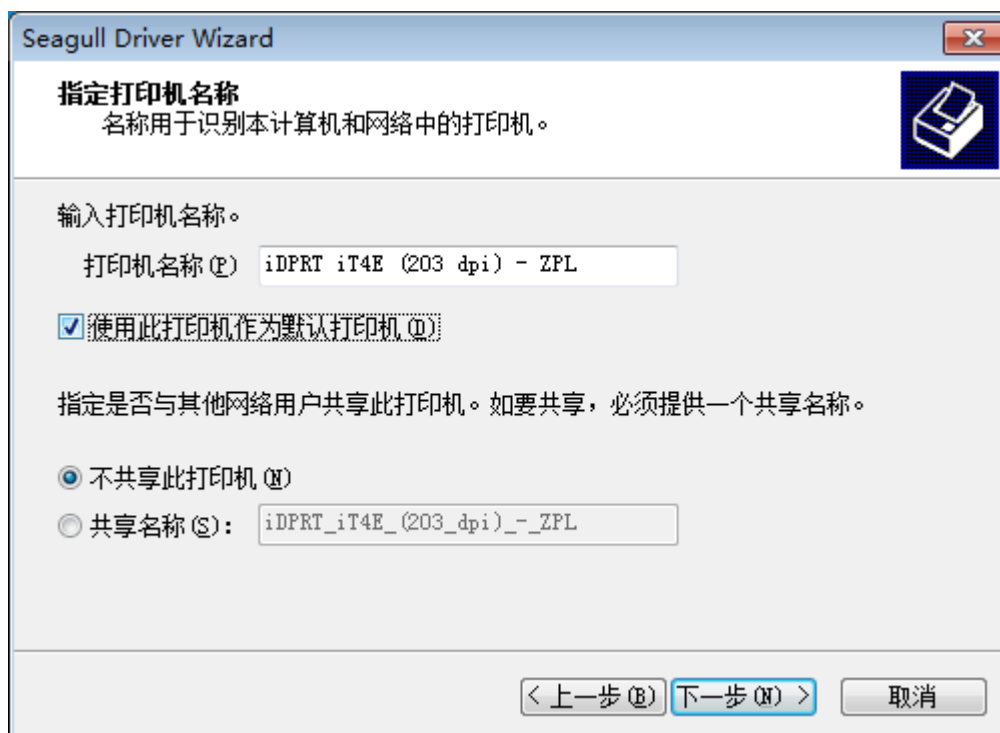 Seagull Driver Wizard
指定打印机名称
名称用于识别本计算机和网络中的打印机。
输入打印机名称。
打印机名称(P) iDPRT iT4E (203 dpi) - ZPL
使用此打印机作为默认打印机(D)
指定是否与其他网络用户共享此打印机。如要共享，必须提供一个共享名称。
不共享此打印机(N)
共享名称(S)： iDPRT_iT4E_(203_dpi)_-_ZPL
< 上一步(B) 下一步(N) > 取消